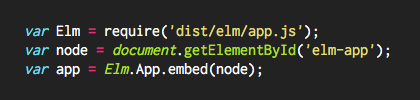 var Elm = require('dist/elm/app.js');
var node = document.getElementById('elm-app');
var app = Elm.App.embed(node);